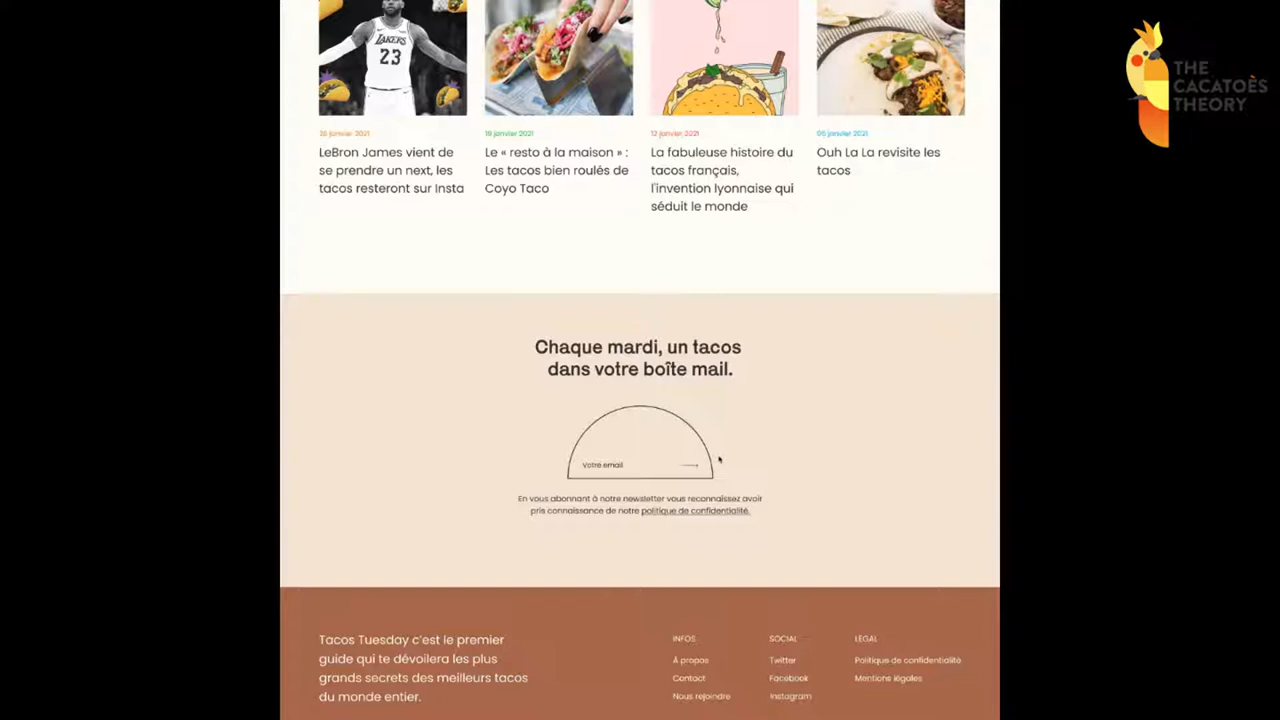 LAKERS
23
THE
CACATOÈS
THEORY
26 janvier 2021
LeBron James vient de
se prendre un next, les
tacos resteront sur Insta
19 janvier 2021
Le « resto à la maison » :
Les tacos bien roulés de
Coyo Taco
12 janvier 2021
La fabuleuse histoire du
tacos français,
l'invention lyonnaise qui
séduit le monde
05 janvier 2021
Ouh La La revisite les
tacos
Chaque mardi, un tacos
dans votre boîte mail.
Votre email
En vous abonnant à notre newsletter vous reconnaissez avoir
pris connaissance de notre politique de confidentialité.
Tacos Tuesday c'est le premier
guide qui te dévoilera les plus
grands secrets des meilleurs tacos
du monde entier.
INFOS
À propos
Contact
Nous rejoindre
SOCIAL
Twitter
Facebook
Instagram
LEGAL
Politique de confidentialité
Mentions légales